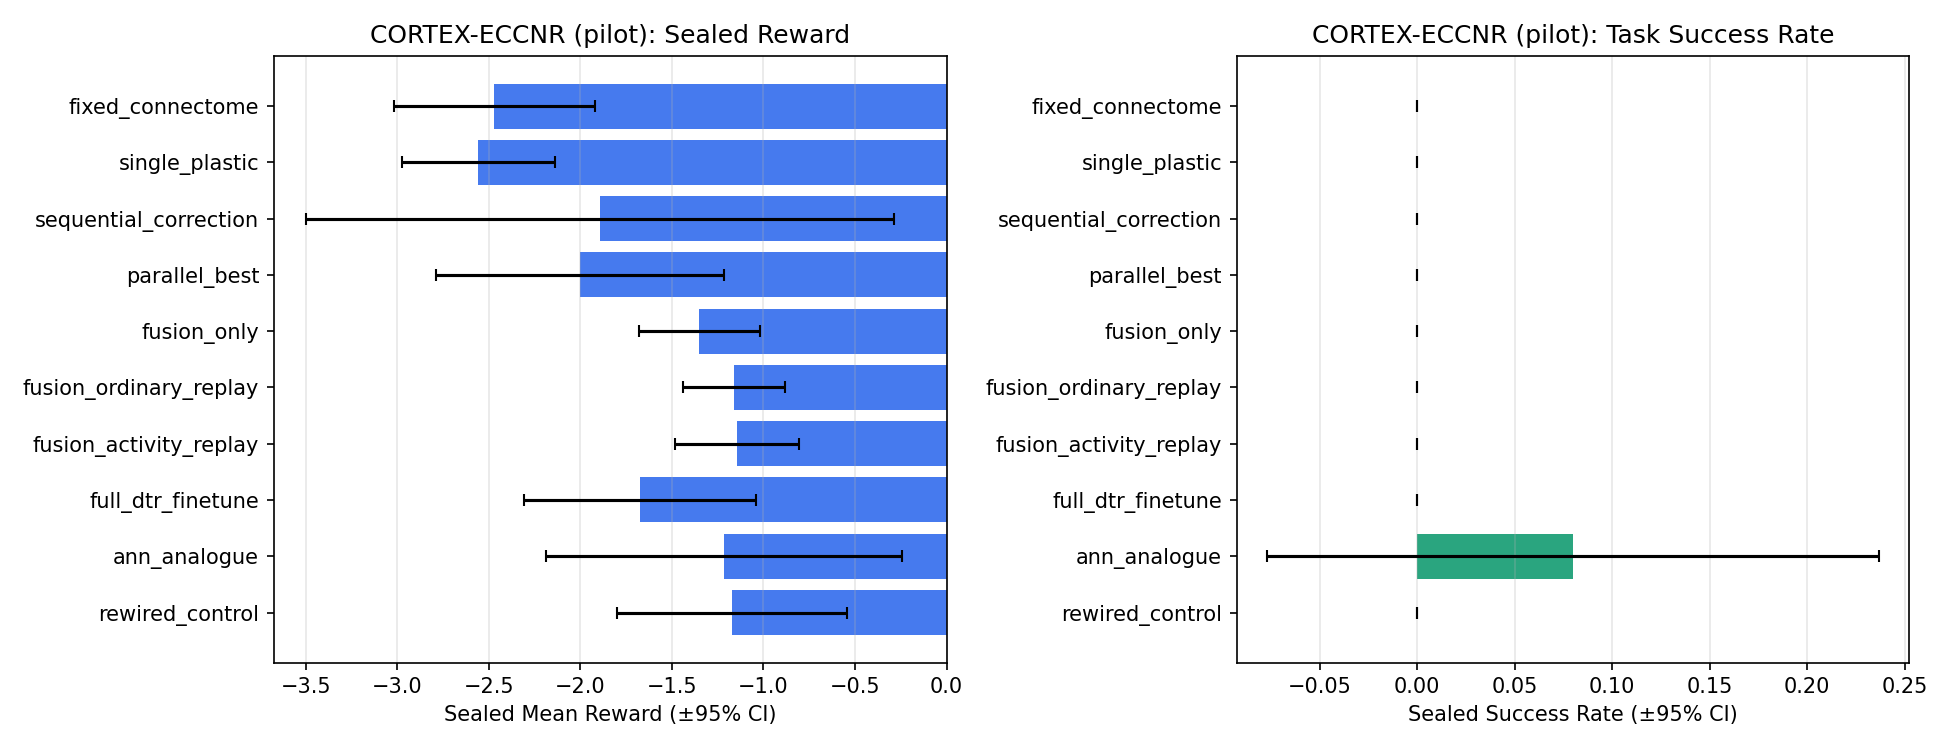 CORTEX-ECCNR (pilot): Sealed Reward
fixed_connectome
single_plastic
sequential_correction
parallel_best
fusion_only
fusion_ordinary_replay
fusion_activity_replay
full_dtr_finetune
ann_analogue
rewired_control
−3.5 −3.0 −2.5 −2.0 −1.5 −1.0 −0.5 0.0
Sealed Mean Reward (±95% CI)
CORTEX-ECCNR (pilot): Task Success Rate
fixed_connectome
single_plastic
sequential_correction
parallel_best
fusion_only
fusion_ordinary_replay
fusion_activity_replay
full_dtr_finetune
ann_analogue
rewired_control
−0.05 0.00 0.05 0.10 0.15 0.20 0.25
Sealed Success Rate (±95% CI)